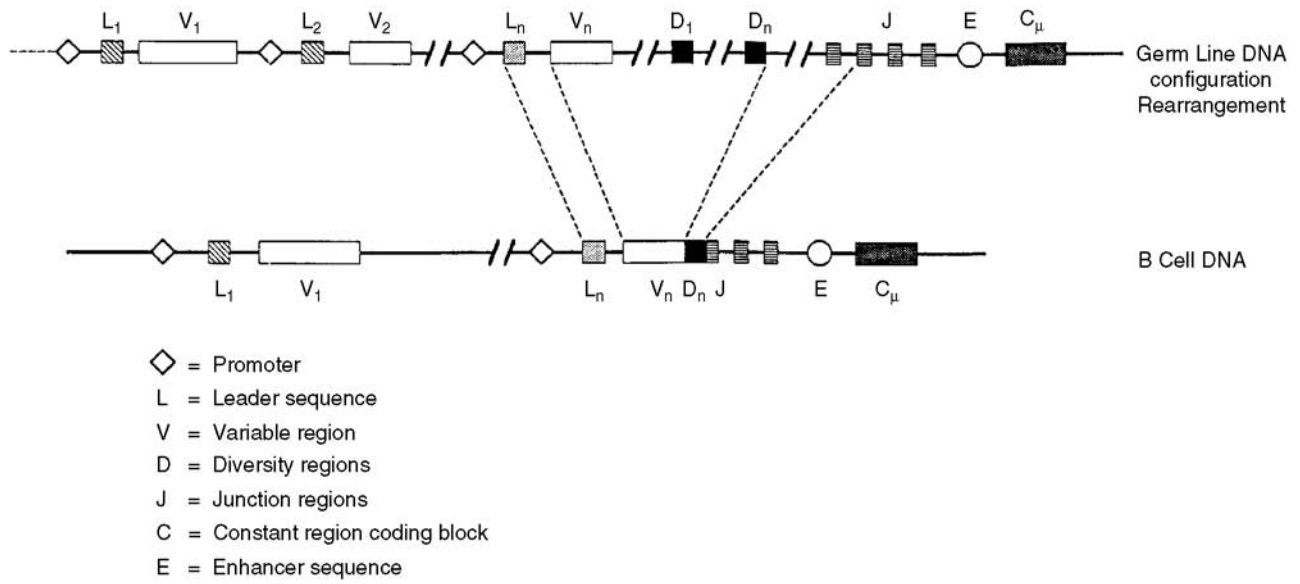 L₁ V₁ L₂ V₂ Lₙ Vₙ D₁ Dₙ J E Cμ
Germ Line DNA
configuration
Rearrangement
B Cell DNA
L₁ V₁ Lₙ Vₙ Dₙ J E Cμ
= Promoter
L = Leader sequence
V = Variable region
D = Diversity regions
J = Junction regions
C = Constant region coding block
E = Enhancer sequence